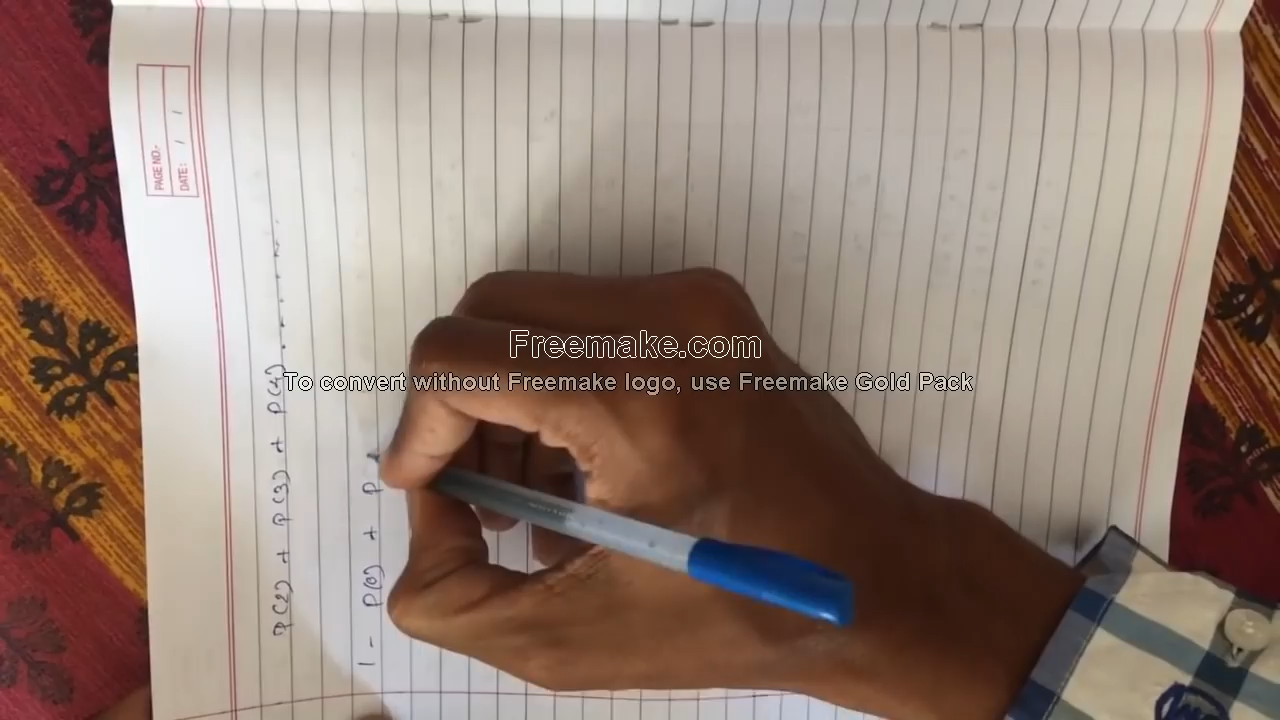 PAGE NO:-
DATE: / /
P(2) + P(3) + P(4) .......
1 - P(0) + P
Freemake.com
To convert without Freemake logo, use Freemake Gold Pack